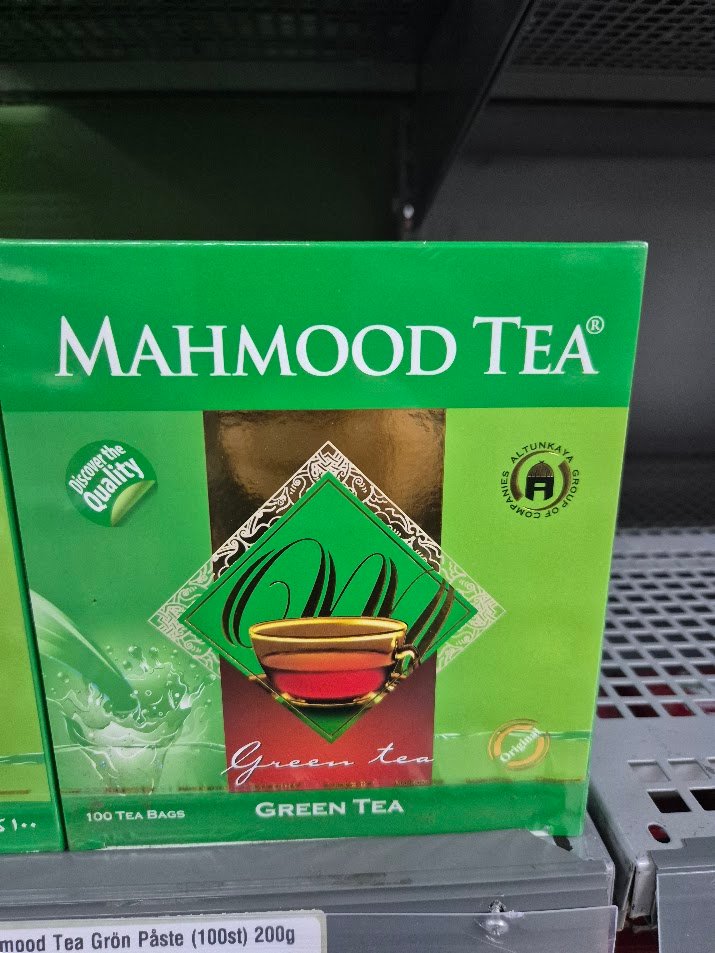 MAHMOOD TEA®
Discover the
Quality
ALTUNKAYA GROUP OF COMPANIES
Green tea
Original
100 TEA BAGS
GREEN TEA
١٠٠
mood Tea Grön Påste (100st) 200g